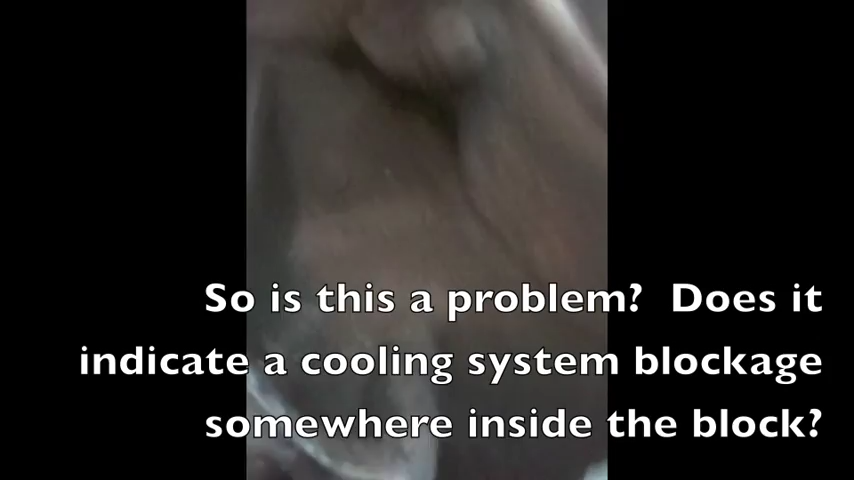 So is this a problem?  Does it
indicate a cooling system blockage
somewhere inside the block?